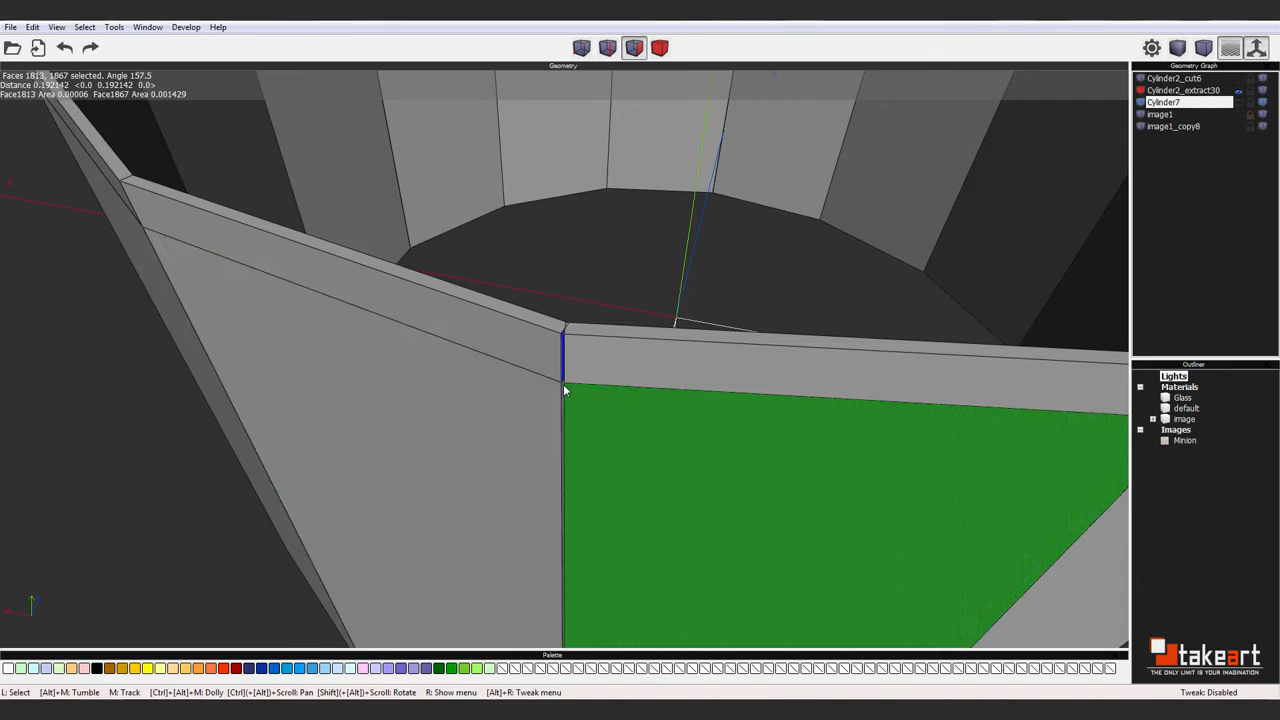 File Edit View Select Tools Window Develop Help
Geometry
Geometry Graph
Faces 1813, 1867 selected. Angle 157.5
Distance 0.192142 <0.0 0.192142 0.0>
Face1813 Area 0.00006 Face1867 Area 0.001429
Cylinder2_cut6
Cylinder2_extract30
Cylinder7
image1
image1_copy8
Outliner
Lights
Materials
Glass
default
image
Images
Minion
takeart
THE ONLY LIMIT IS YOUR IMAGINATION
Palette
L: Select [Alt]+M: Tumble M: Track [Ctrl]+[Alt]+M: Dolly [Ctrl](+[Alt])+Scroll: Pan [Shift](+[Alt])+Scroll: Rotate R: Show menu [Alt]+R: Tweak menu
Tweak: Disabled